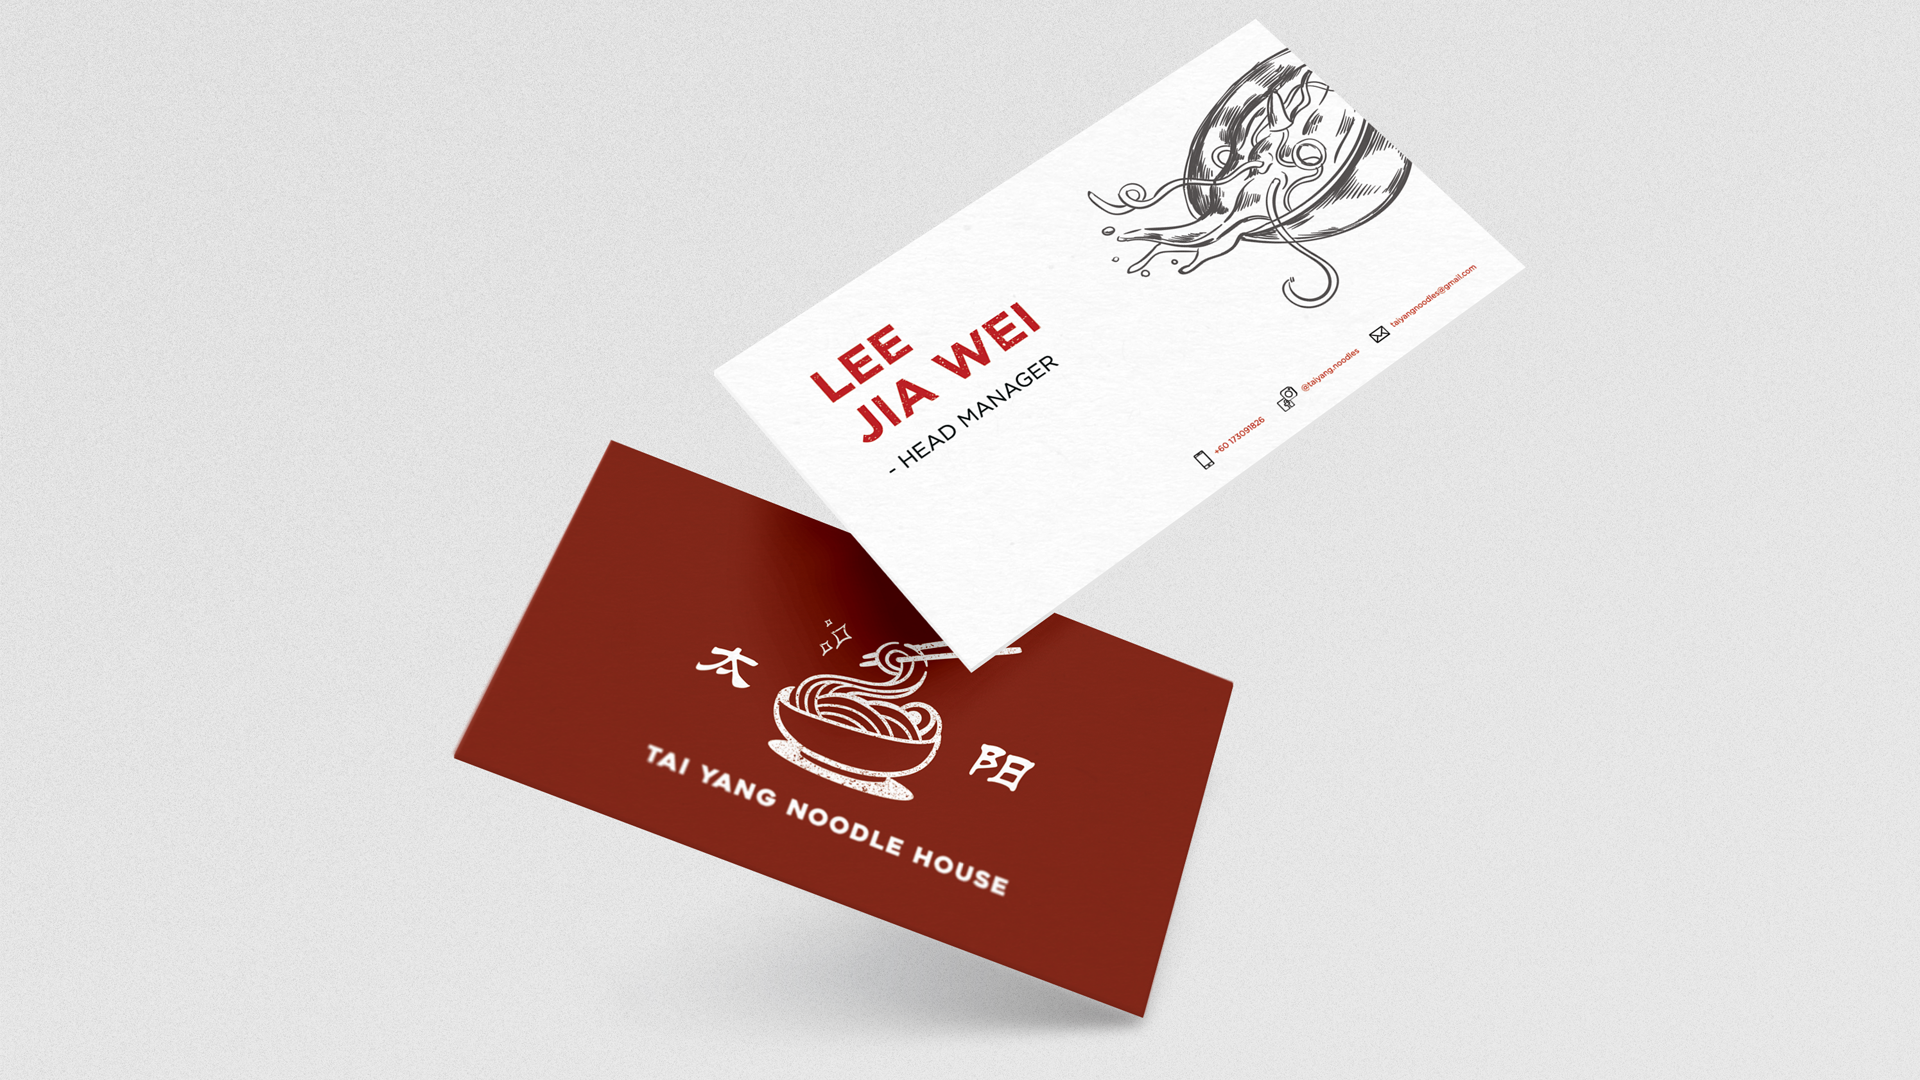 LEE
JIA WEI
- HEAD MANAGER
+60 173091826
@taiyang.noodles
taiyangnoodles@gmail.com
太
阳
TAI YANG NOODLE HOUSE